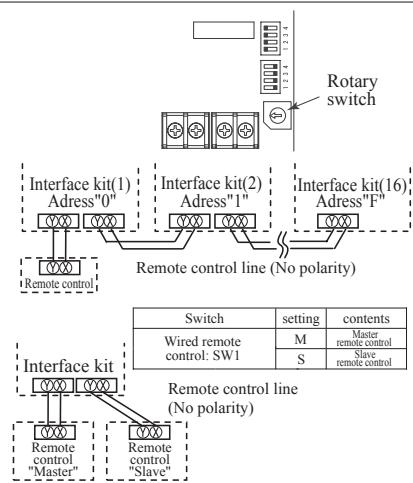 1 2 3 4
1 2 3 4
Rotary
switch
Interface kit(1)
Adress"0"
Interface kit(2)
Adress"1"
Interface kit(16)
Adress"F"
Ⓨ Ⓧ Ⓨ Ⓧ Ⓨ Ⓧ Ⓨ Ⓧ Ⓨ Ⓧ
Ⓨ Ⓧ
Remote control
Remote control line (No polarity)
Switch setting contents
Wired remote
control: SW1
M Master
remote control
S Slave
remote control
Interface kit
Ⓨ Ⓧ Ⓨ Ⓧ
Remote control line
(No polarity)
Ⓨ Ⓧ Ⓨ Ⓧ
Remote
control
"Master"
Remote
control
"Slave"